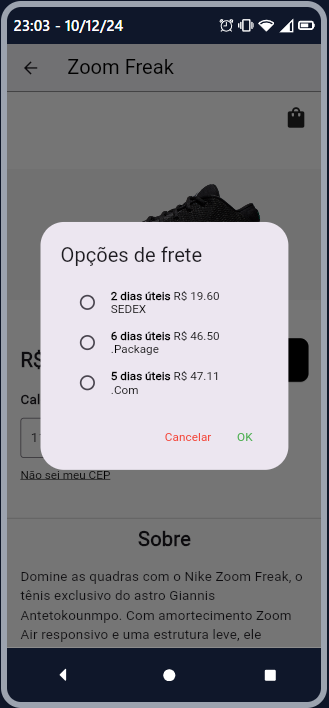 23:03 - 10/12/24
Zoom Freak
Opções de frete
2 dias úteis R$ 19.60
SEDEX
6 dias úteis R$ 46.50
.Package
5 dias úteis R$ 47.11
.Com
Cancelar OK
R$
Cal
Não sei meu CEP
Sobre
Domine as quadras com o Nike Zoom Freak, o
tênis exclusivo do astro Giannis
Antetokounmpo. Com amortecimento Zoom
Air responsivo e uma estrutura leve, ele